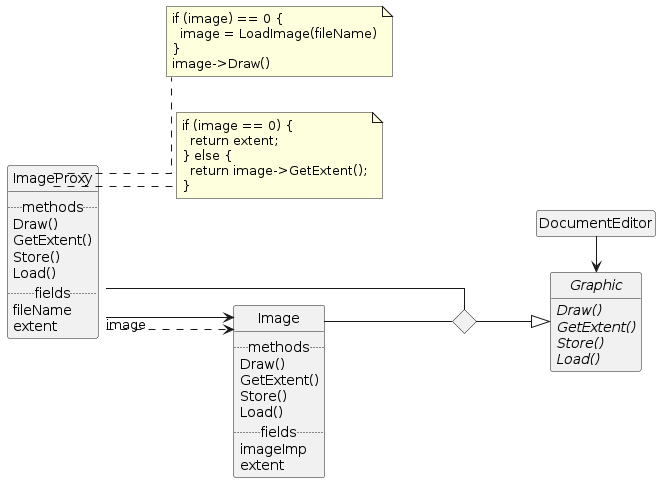 if (image) == 0 {
image = LoadImage(fileName)
}
image->Draw()
if (image == 0) {
return extent;
} else {
return image->GetExtent();
}
ImageProxy
methods
Draw()
GetExtent()
Store()
Load()
fields
fileName
extent
image
Image
methods
Draw()
GetExtent()
Store()
Load()
fields
imageImp
extent
DocumentEditor
Graphic
Draw()
GetExtent()
Store()
Load()